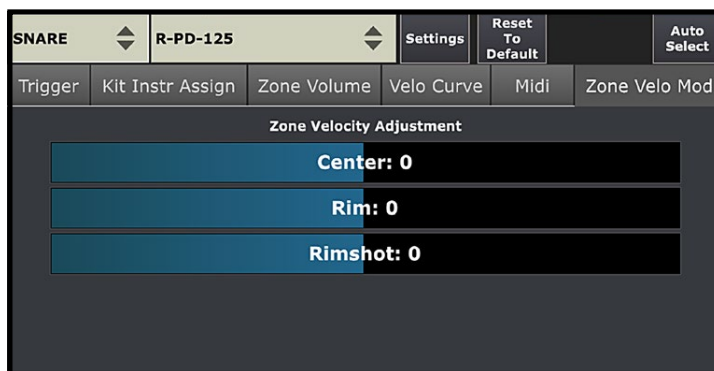 SNARE R-PD-125 Settings Reset To Default Auto Select
Trigger Kit Instr Assign Zone Volume Velo Curve Midi Zone Velo Mod
Zone Velocity Adjustment
Center: 0
Rim: 0
Rimshot: 0